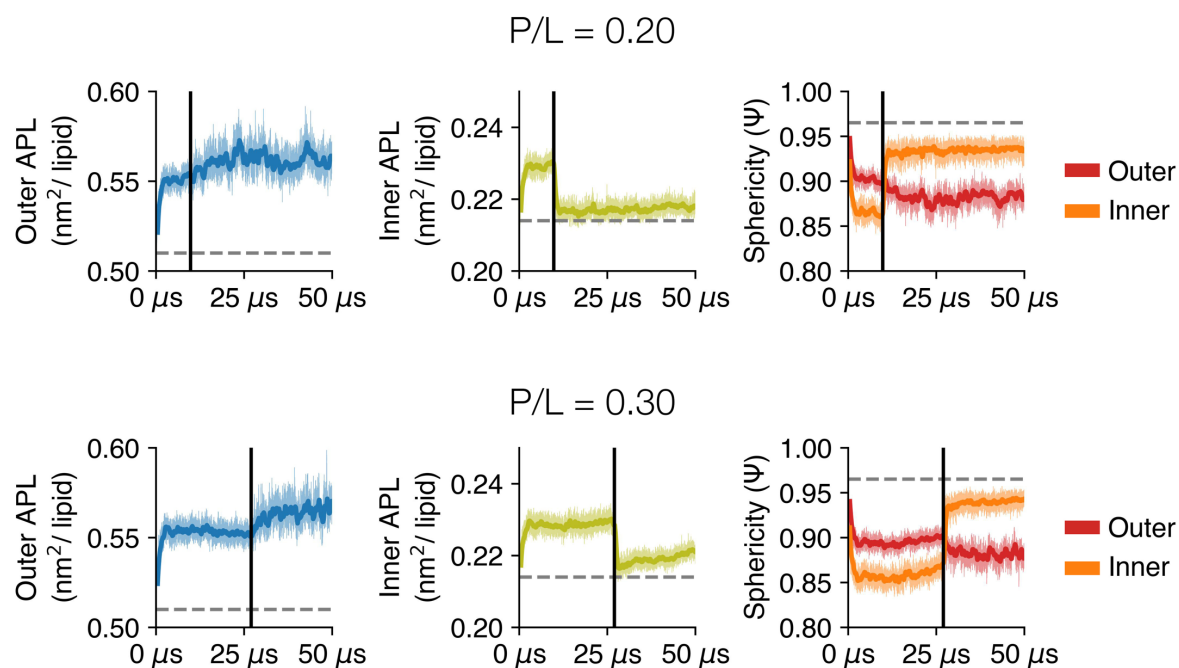 P/L = 0.20
Outer APL
(nm²/ lipid)
0.60
0.55
0.50
0 µs
25 µs
50 µs
Inner APL
(nm²/ lipid)
0.24
0.22
0.20
0 µs
25 µs
50 µs
Sphericity (Ψ)
1.00
0.95
0.90
0.85
0.80
0 µs
25 µs
50 µs
Outer
Inner
P/L = 0.30
Outer APL
(nm²/ lipid)
0.60
0.55
0.50
0 µs
25 µs
50 µs
Inner APL
(nm²/ lipid)
0.24
0.22
0.20
0 µs
25 µs
50 µs
Sphericity (Ψ)
1.00
0.95
0.90
0.85
0.80
0 µs
25 µs
50 µs
Outer
Inner